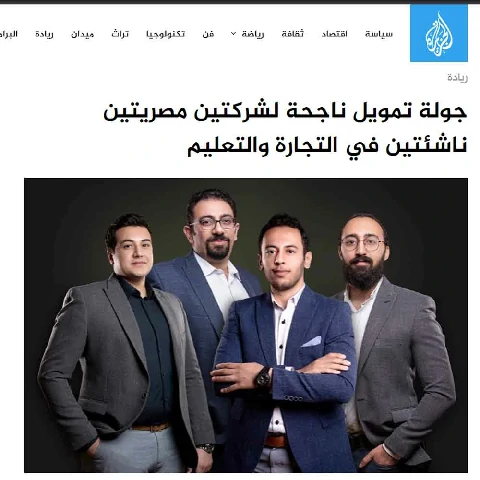 سياسة اقتصاد ثقافة رياضة فن تكنولوجيا تراث ميدان ريادة
الجزيرة
ريادة
جولة تمويل ناجحة لشركتين مصريتين
ناشئتين في التجارة والتعليم